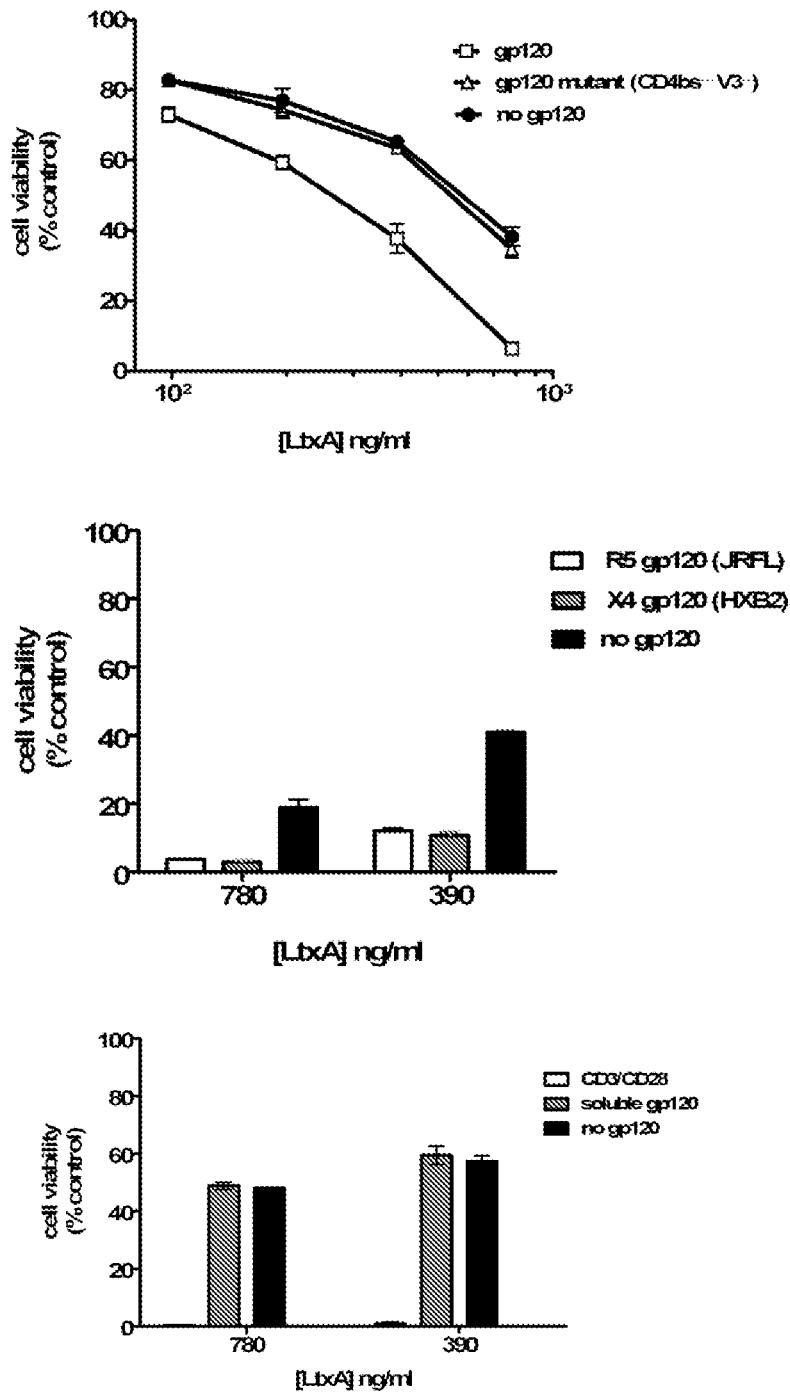 100
80
60
40
20
0
cell viability
(% control)
gp120
gp120 mutant (CD4bs⁻ V3⁻)
no gp120
10² 10³
[LtxA] ng/ml
100
80
60
40
20
0
cell viability
(% control)
R5 gp120 (JRFL)
X4 gp120 (HXB2)
no gp120
780 390
[LtxA] ng/ml
100
80
60
40
20
0
cell viability
(% control)
CD3/CD28
soluble gp120
no gp120
780 390
[LtxA] ng/ml